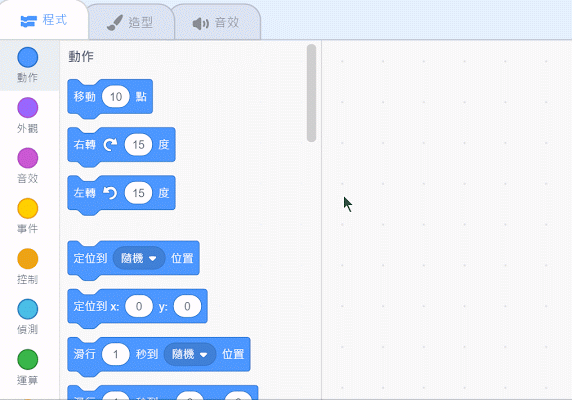 程式 造型 音效
動作
外觀
音效
事件
控制
偵測
運算
動作
移動 10 點
右轉 15 度
左轉 15 度
定位到 隨機 位置
定位到 x: 0 y: 0
滑行 1 秒到 隨機 位置